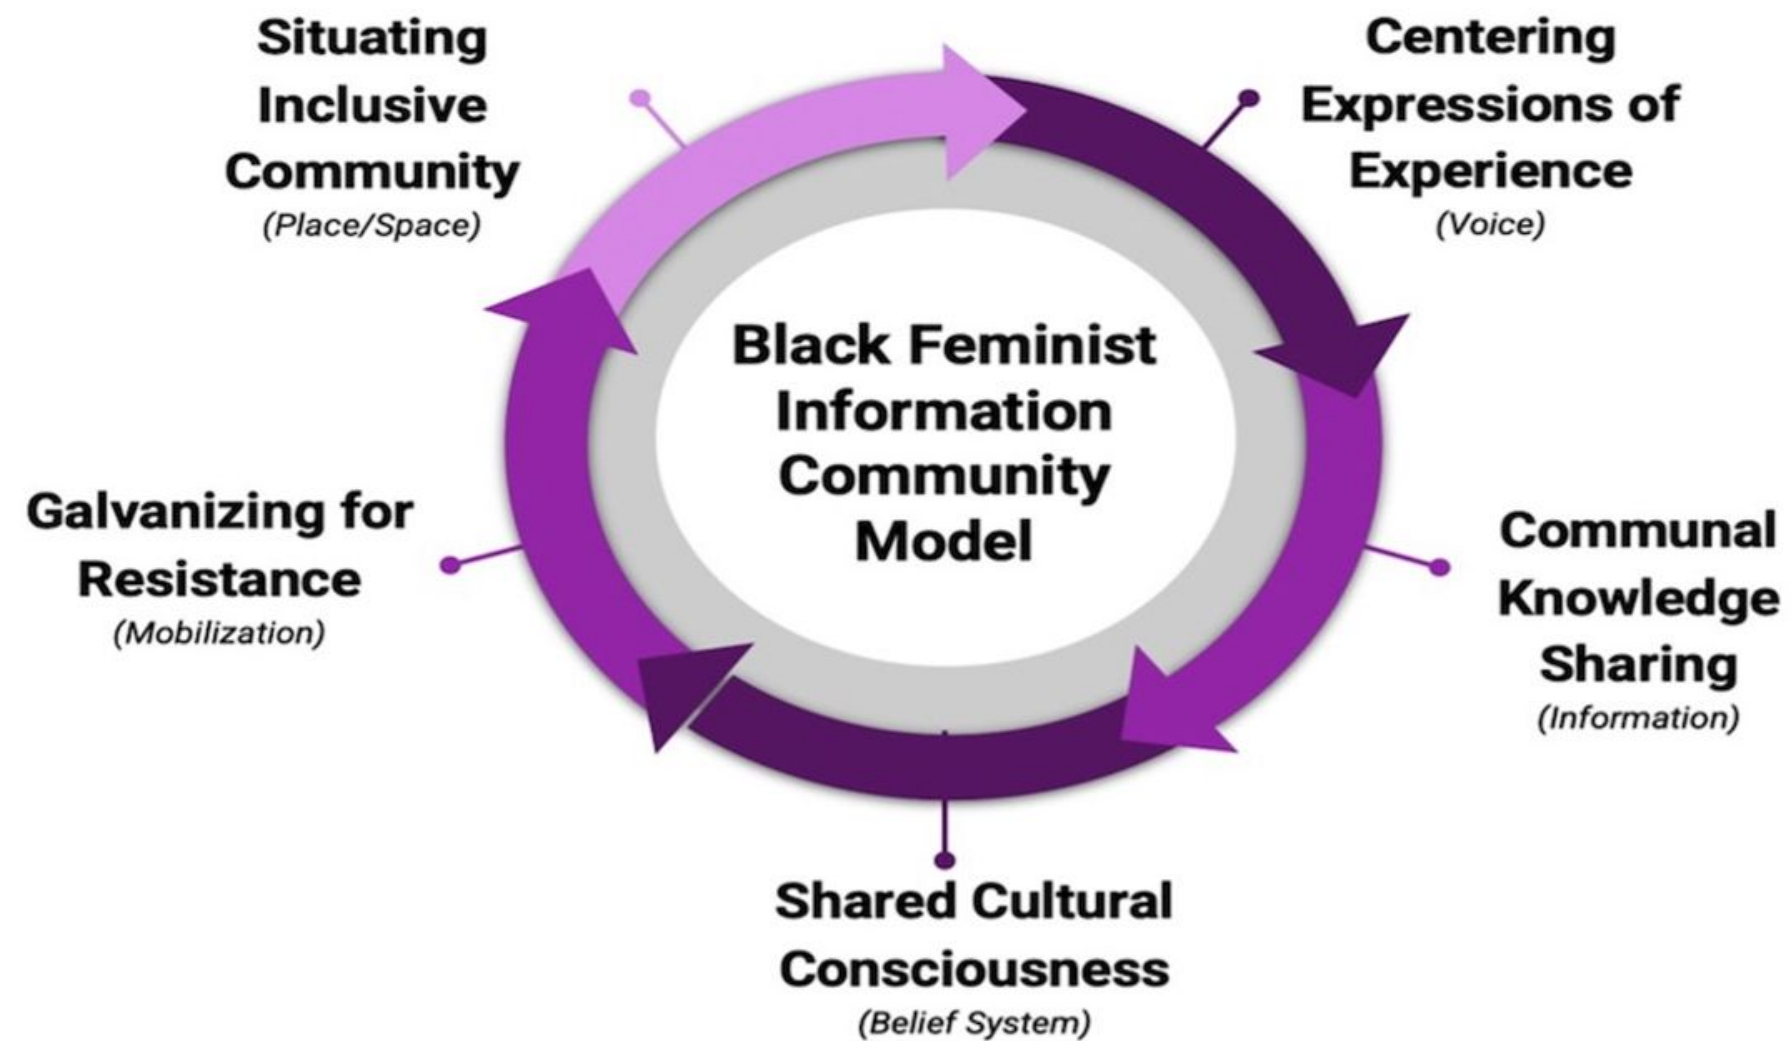 Situating
Inclusive
Community
(Place/Space)
Centering
Expressions of
Experience
(Voice)
Black Feminist
Information
Community
Model
Galvanizing for
Resistance
(Mobilization)
Communal
Knowledge
Sharing
(Information)
Shared Cultural
Consciousness
(Belief System)